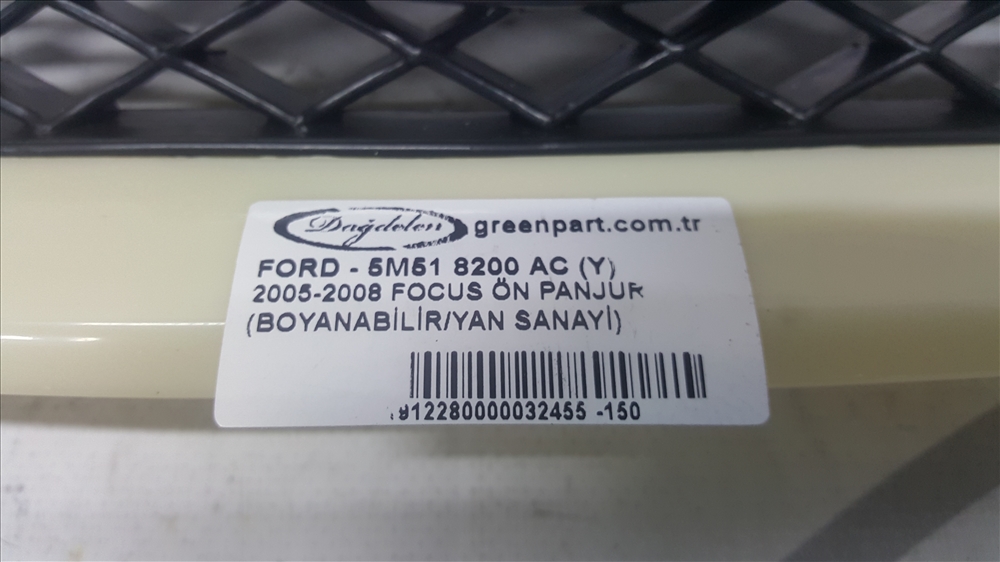 Dağdelen greenpart.com.tr
FORD - 5M51 8200 AC (Y)
2005-2008 FOCUS ÖN PANJUR
(BOYANABİLİR/YAN SANAYİ)
912280000032455 -150